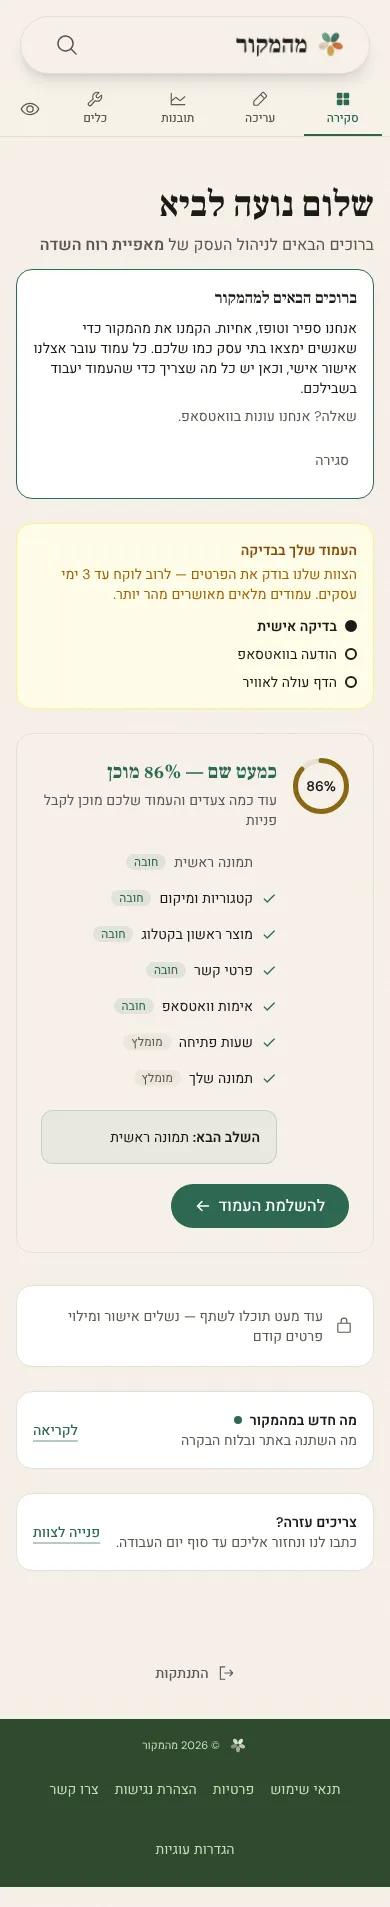 מהמקור
סקירה
עריכה
תובנות
כלים
שלום נועה לביא
ברוכים הבאים לניהול העסק של מאפיית רוח השדה
ברוכים הבאים למהמקור
אנחנו ספיר וטופז, אחיות. הקמנו את מהמקור כדי
שאנשים ימצאו בתי עסק כמו שלכם. כל עמוד עובר אצלנו
אישור אישי, וכאן יש כל מה שצריך כדי שהעמוד יעבוד
בשבילכם.
שאלה? אנחנו עונות בוואטסאפ.
סגירה
העמוד שלך בבדיקה
הצוות שלנו בודק את הפרטים — לרוב לוקח עד 3 ימי
עסקים. עמודים מלאים מאושרים מהר יותר.
בדיקה אישית
הודעה בוואטסאפ
הדף עולה לאוויר
86%
כמעט שם — 86% מוכן
עוד כמה צעדים והעמוד שלכם מוכן לקבל
פניות
תמונה ראשית חובה
קטגוריות ומיקום חובה
מוצר ראשון בקטלוג חובה
פרטי קשר חובה
אימות וואטסאפ חובה
שעות פתיחה מומלץ
תמונה שלך מומלץ
השלב הבא: תמונה ראשית
להשלמת העמוד ←
עוד מעט תוכלו לשתף — נשלים אישור ומילוי
פרטים קודם
מה חדש במהמקור
מה השתנה באתר ובלוח הבקרה
לקריאה
צריכים עזרה?
כתבו לנו ונחזור אליכם עד סוף יום העבודה.
פנייה לצוות
התנתקות
© 2026 מהמקור
תנאי שימוש פרטיות הצהרת נגישות צרו קשר
הגדרות עוגיות